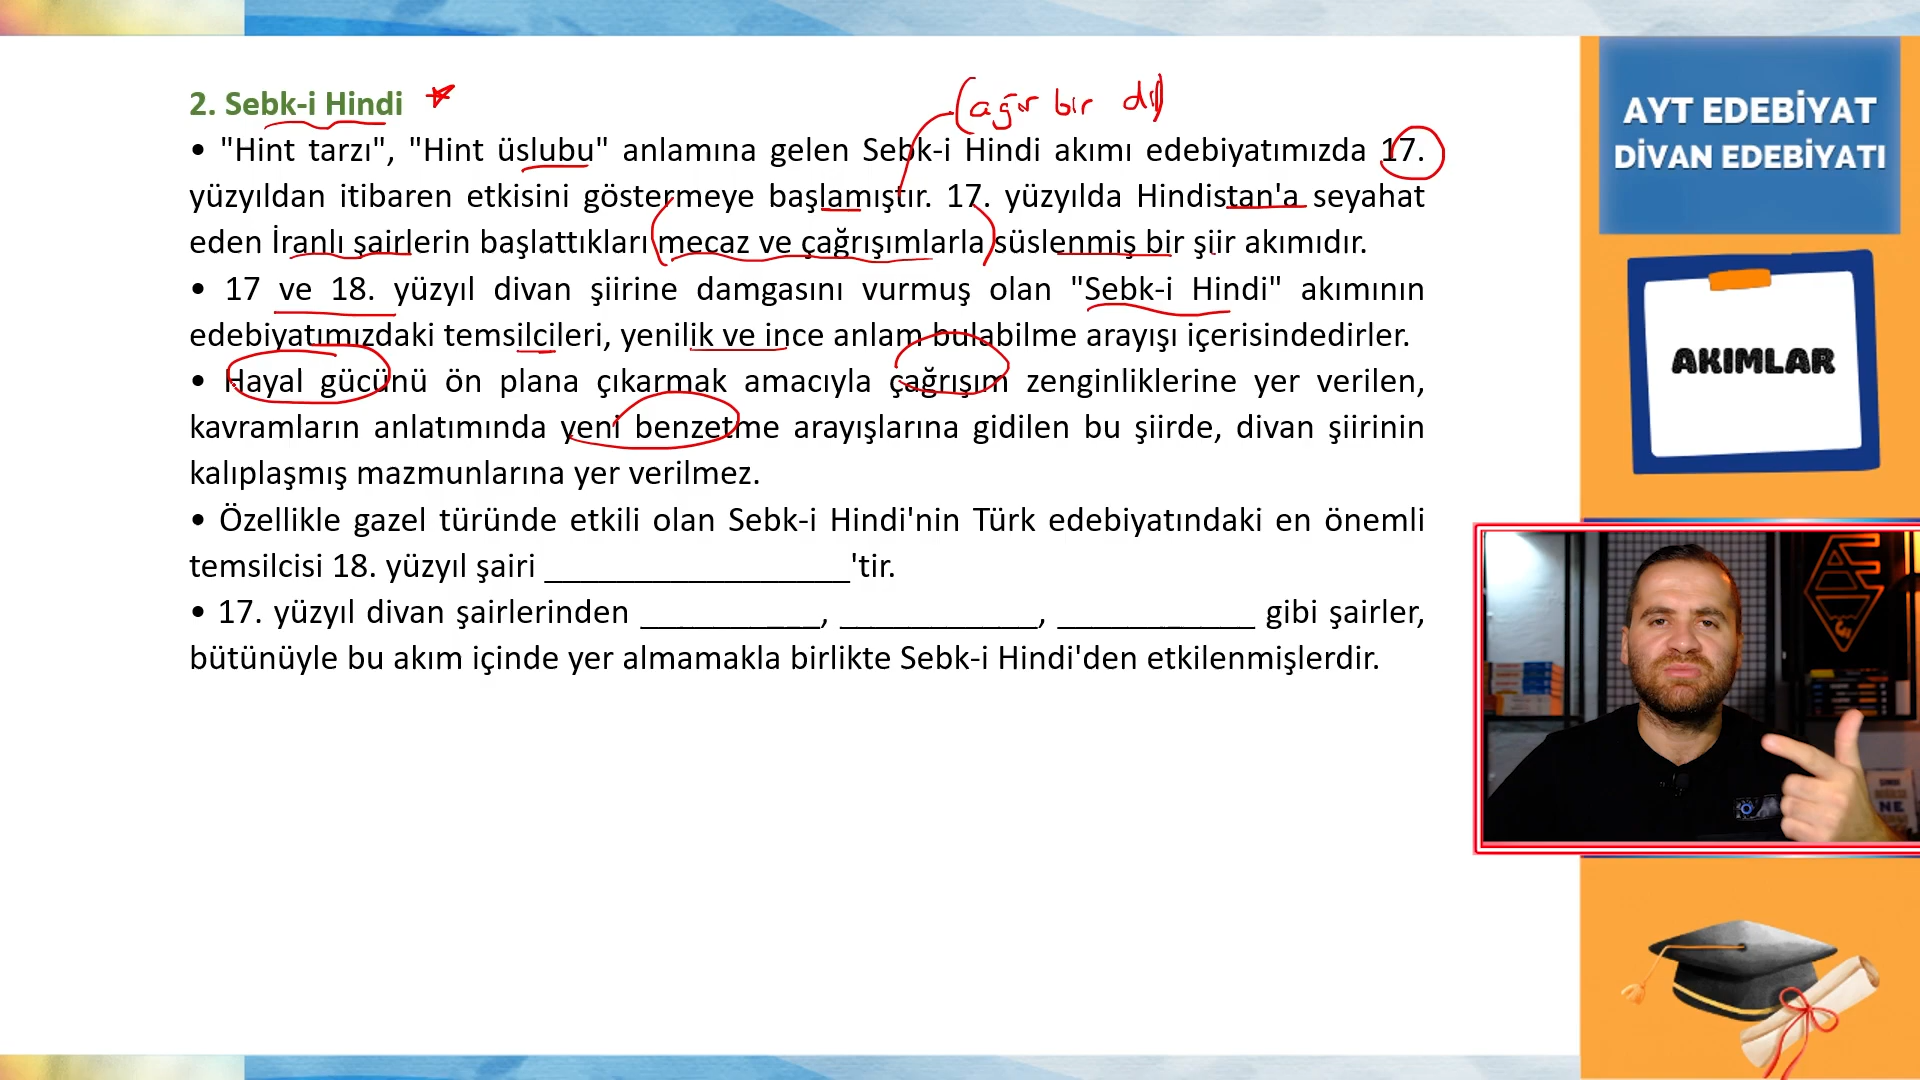 2. Sebk-i Hindi
(ağır bir dil)
• "Hint tarzı", "Hint üslubu" anlamına gelen Sebk-i Hindi akımı edebiyatımızda 17.
yüzyıldan itibaren etkisini göstermeye başlamıştır. 17. yüzyılda Hindistan'a seyahat
eden İranlı şairlerin başlattıkları mecaz ve çağrışımlarla süslenmiş bir şiir akımıdır.
• 17 ve 18. yüzyıl divan şiirine damgasını vurmuş olan "Sebk-i Hindi" akımının
edebiyatımızdaki temsilcileri, yenilik ve ince anlam bulabilme arayışı içerisindedirler.
• Hayal gücünü ön plana çıkarmak amacıyla çağrışım zenginliklerine yer verilen,
kavramların anlatımında yeni benzetme arayışlarına gidilen bu şiirde, divan şiirinin
kalıplaşmış mazmunlarına yer verilmez.
• Özellikle gazel türünde etkili olan Sebk-i Hindi'nin Türk edebiyatındaki en önemli
temsilcisi 18. yüzyıl şairi _________________'tir.
• 17. yüzyıl divan şairlerinden __________, ___________, ___________ gibi şairler,
bütünüyle bu akım içinde yer almamakla birlikte Sebk-i Hindi'den etkilenmişlerdir.
AYT EDEBİYAT
DİVAN EDEBİYATI
AKIMLAR
NE